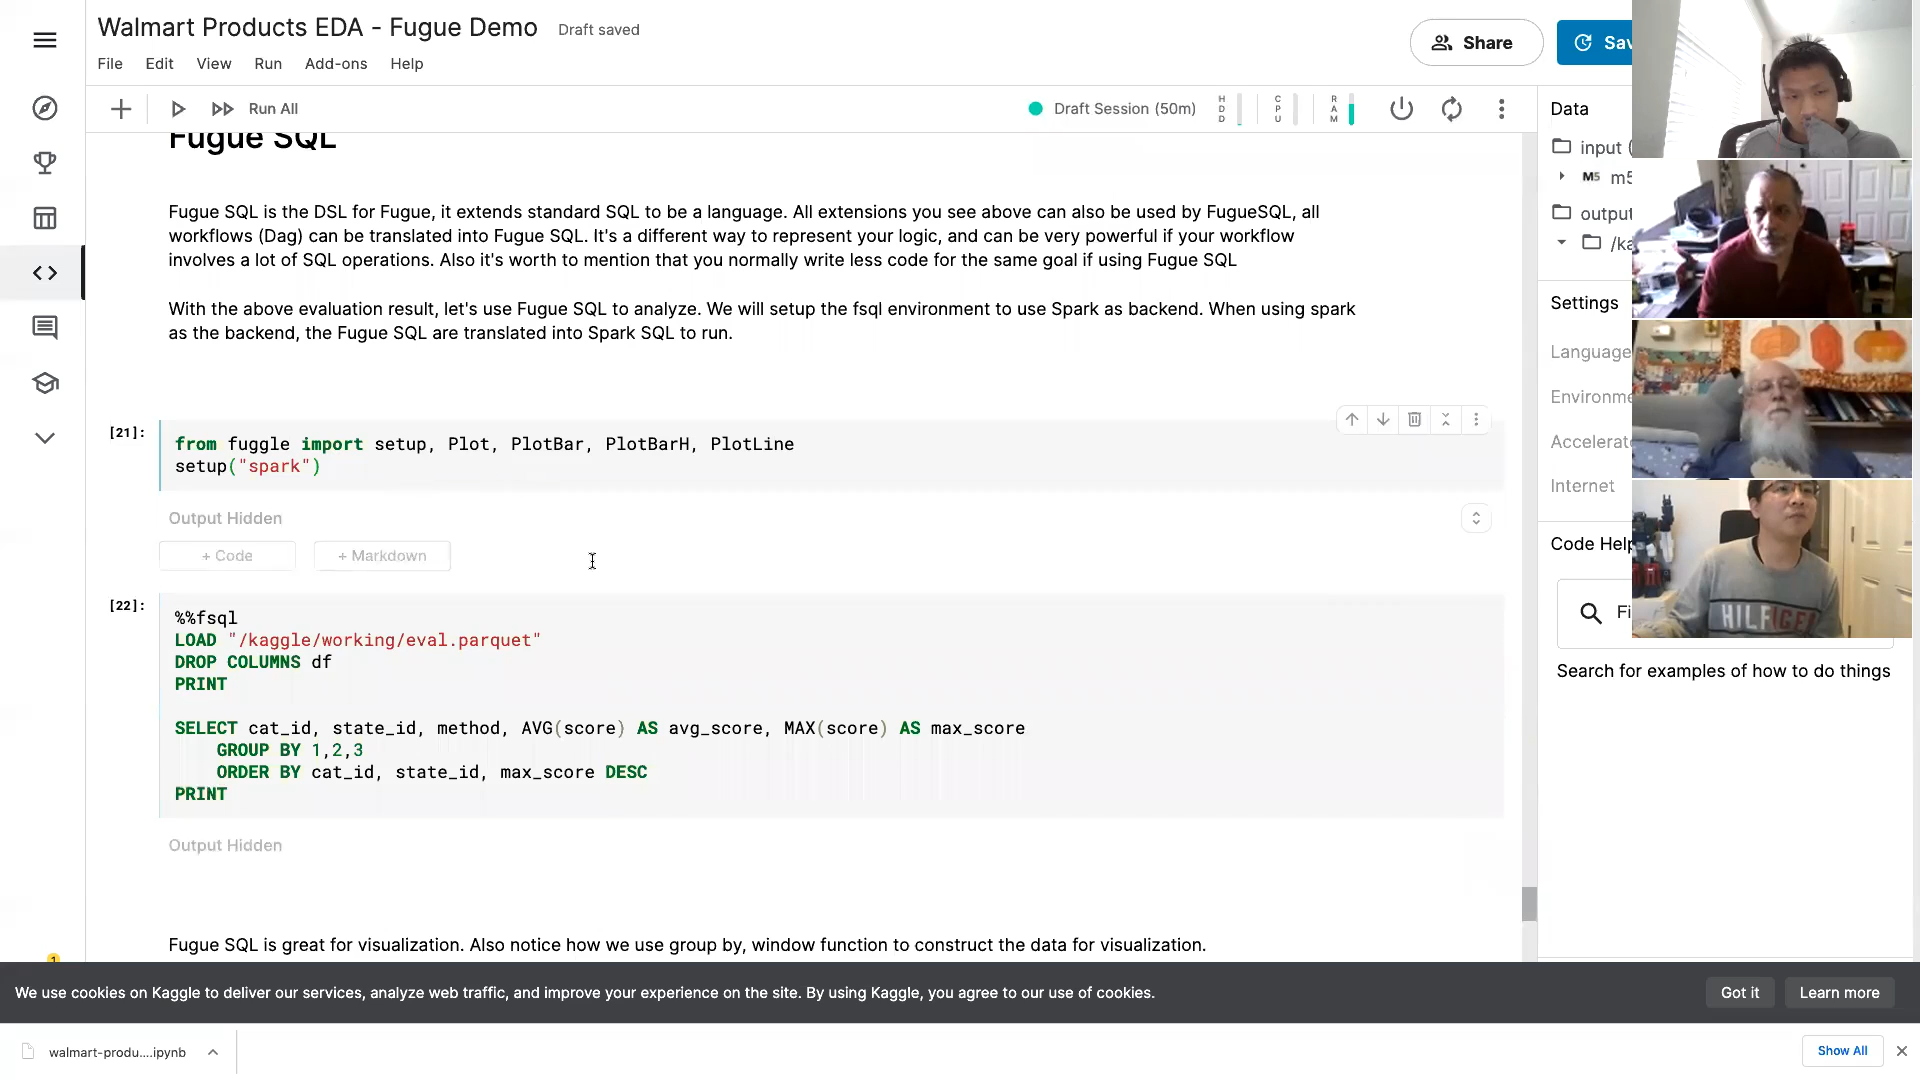 Walmart Products EDA - Fugue Demo Draft saved
File Edit View Run Add-ons Help
Share
Run All
Draft Session (50m)
HDD
CPU
RAM
Fugue SQL
Fugue SQL is the DSL for Fugue, it extends standard SQL to be a language. All extensions you see above can also be used by FugueSQL, all
workflows (Dag) can be translated into Fugue SQL. It's a different way to represent your logic, and can be very powerful if your workflow
involves a lot of SQL operations. Also it's worth to mention that you normally write less code for the same goal if using Fugue SQL
With the above evaluation result, let's use Fugue SQL to analyze. We will setup the fsql environment to use Spark as backend. When using spark
as the backend, the Fugue SQL are translated into Spark SQL to run.
[21]:
from fuggle import setup, Plot, PlotBar, PlotBarH, PlotLine
setup("spark")
Output Hidden
+ Code + Markdown
[22]:
%%fsql
LOAD "/kaggle/working/eval.parquet"
DROP COLUMNS df
PRINT
SELECT cat_id, state_id, method, AVG(score) AS avg_score, MAX(score) AS max_score
GROUP BY 1,2,3
ORDER BY cat_id, state_id, max_score DESC
PRINT
Output Hidden
Fugue SQL is great for visualization. Also notice how we use group by, window function to construct the data for visualization.
Data
input (
M5 m5
output
/ka
Settings
Language
Environme
Accelerat
Internet
Code Help
Fi
Search for examples of how to do things
HILFIGER
1
We use cookies on Kaggle to deliver our services, analyze web traffic, and improve your experience on the site. By using Kaggle, you agree to our use of cookies.
Got it Learn more
walmart-produ....ipynb
Show All